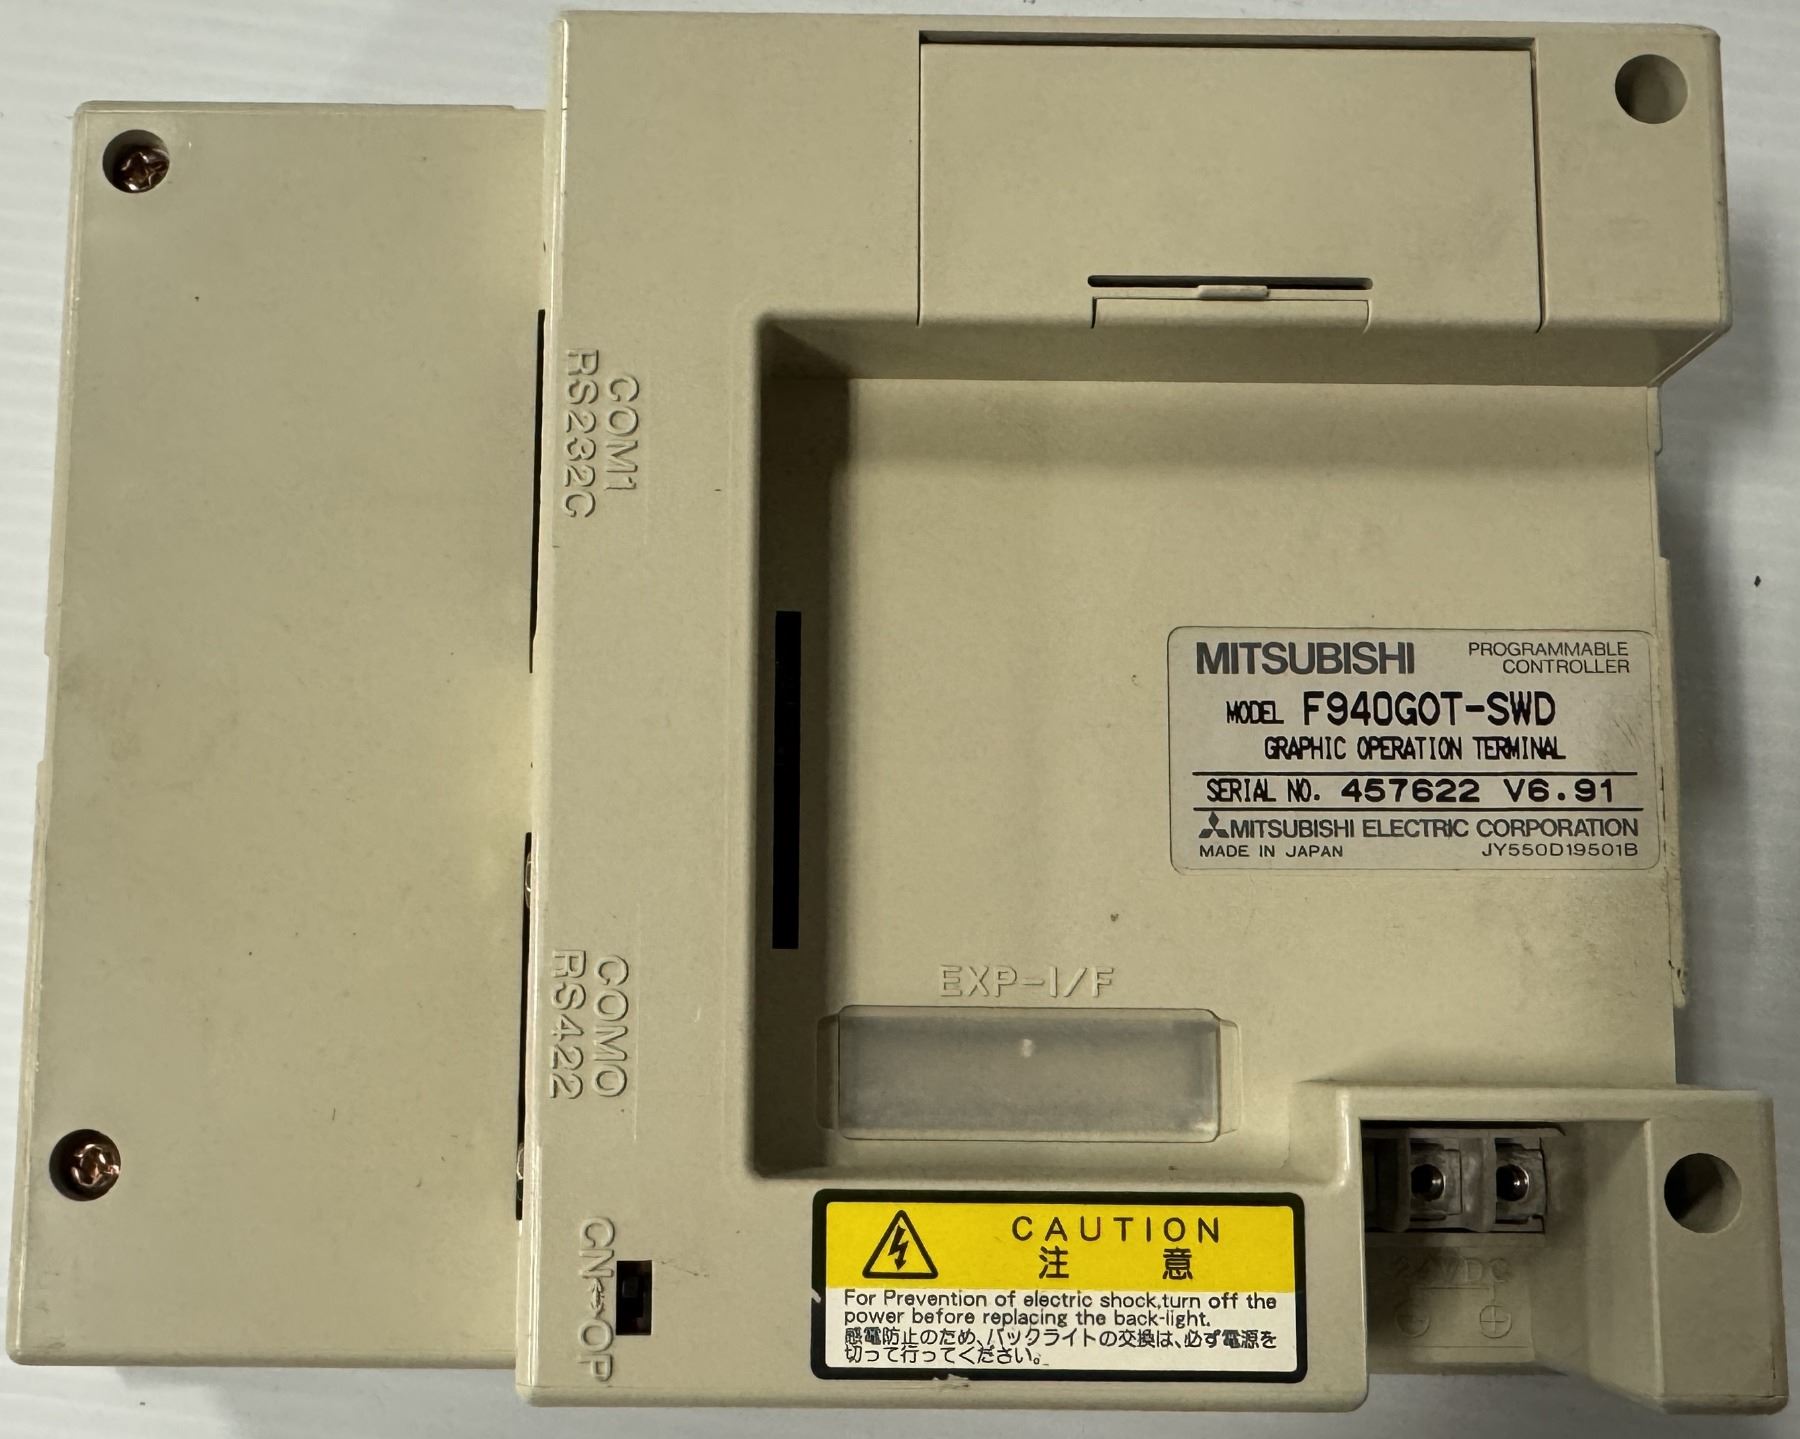 COM1
RS232C
MITSUBISHI PROGRAMMABLE
CONTROLLER
MODEL F940GOT-SWD
GRAPHIC OPERATION TERMINAL
SERIAL NO. 457622 V6.91
MITSUBISHI ELECTRIC CORPORATION
MADE IN JAPAN JY550D19501B
COM0
RS422
EXP-I/F
CN↔OP
CAUTION
注 意
For Prevention of electric shock,turn off the
power before replacing the back-light.
感電防止のため、バックライトの交換は、必ず電源を
切って行ってください。
24VDC
⊖ ⊕